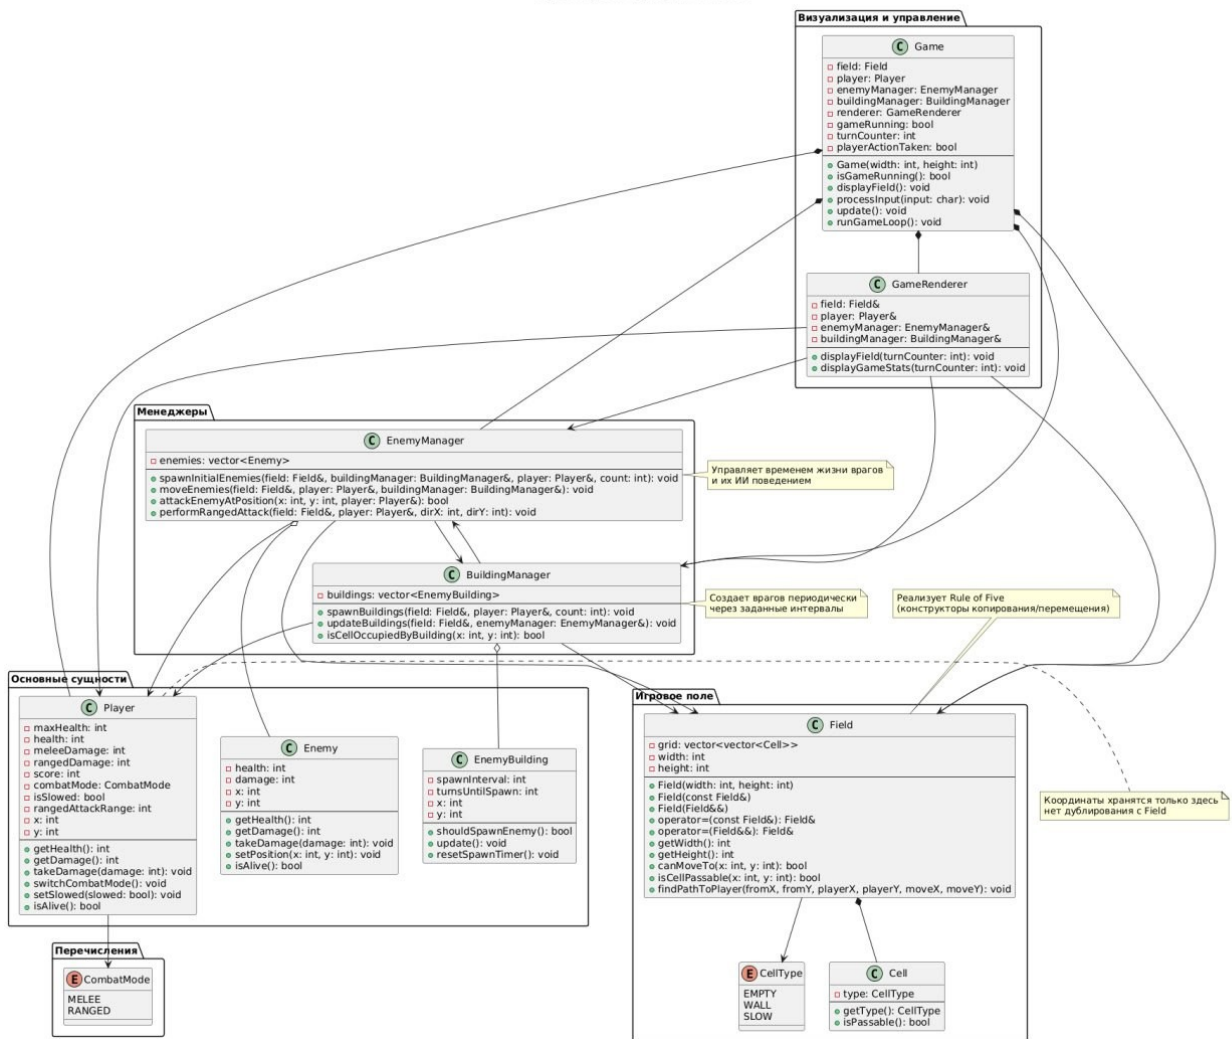 Визуализация и управление
C Game
field: Field
player: Player
enemyManager: EnemyManager
buildingManager: BuildingManager
renderer: GameRenderer
gameRunning: bool
turnCounter: int
playerActionTaken: bool
Game(width: int, height: int)
isGameRunning(): bool
displayField(): void
processInput(input: char): void
update(): void
runGameLoop(): void
C GameRenderer
field: Field&
player: Player&
enemyManager: EnemyManager&
buildingManager: BuildingManager&
displayField(turnCounter: int): void
displayGameStats(turnCounter: int): void
Менеджеры
C EnemyManager
enemies: vector<Enemy>
spawnInitialEnemies(field: Field&, buildingManager: BuildingManager&, player: Player&, count: int): void
moveEnemies(field: Field&, player: Player&, buildingManager: BuildingManager&): void
attackEnemyAtPosition(x: int, y: int, player: Player&): bool
performRangedAttack(field: Field&, player: Player&, dirX: int, dirY: int): void
Управляет временем жизни врагов
и их ИИ поведением
C BuildingManager
buildings: vector<EnemyBuilding>
spawnBuildings(field: Field&, player: Player&, count: int): void
updateBuildings(field: Field&, enemyManager: EnemyManager&): void
isCellOccupiedByBuilding(x: int, y: int): bool
Создает врагов периодически
через заданные интервалы
Реализует Rule of Five
(конструкторы копирования/перемещения)
Основные сущности
C Player
maxHealth: int
health: int
meleeDamage: int
rangedDamage: int
score: int
combatMode: CombatMode
isSlowed: bool
rangedAttackRange: int
x: int
y: int
getHealth(): int
getDamage(): int
takeDamage(damage: int): void
switchCombatMode(): void
setSlowed(slowed: bool): void
isAlive(): bool
C Enemy
health: int
damage: int
x: int
y: int
getHealth(): int
getDamage(): int
takeDamage(damage: int): void
setPosition(x: int, y: int): void
isAlive(): bool
C EnemyBuilding
spawnInterval: int
turnsUntilSpawn: int
x: int
y: int
shouldSpawnEnemy(): bool
update(): void
resetSpawnTimer(): void
Игровое поле
C Field
grid: vector<vector<Cell>>
width: int
height: int
Field(width: int, height: int)
Field(const Field&)
Field(Field&&)
operator=(const Field&): Field&
operator=(Field&&): Field&
getWidth(): int
getHeight(): int
canMoveTo(x: int, y: int): bool
isCellPassable(x: int, y: int): bool
findPathToPlayer(fromX, fromY, playerX, playerY, moveX, moveY): void
Координаты хранятся только здесь
нет дублирования с Field
Перечисления
E CombatMode
MELEE
RANGED
E CellType
EMPTY
WALL
SLOW
C Cell
type: CellType
getType(): CellType
isPassable(): bool